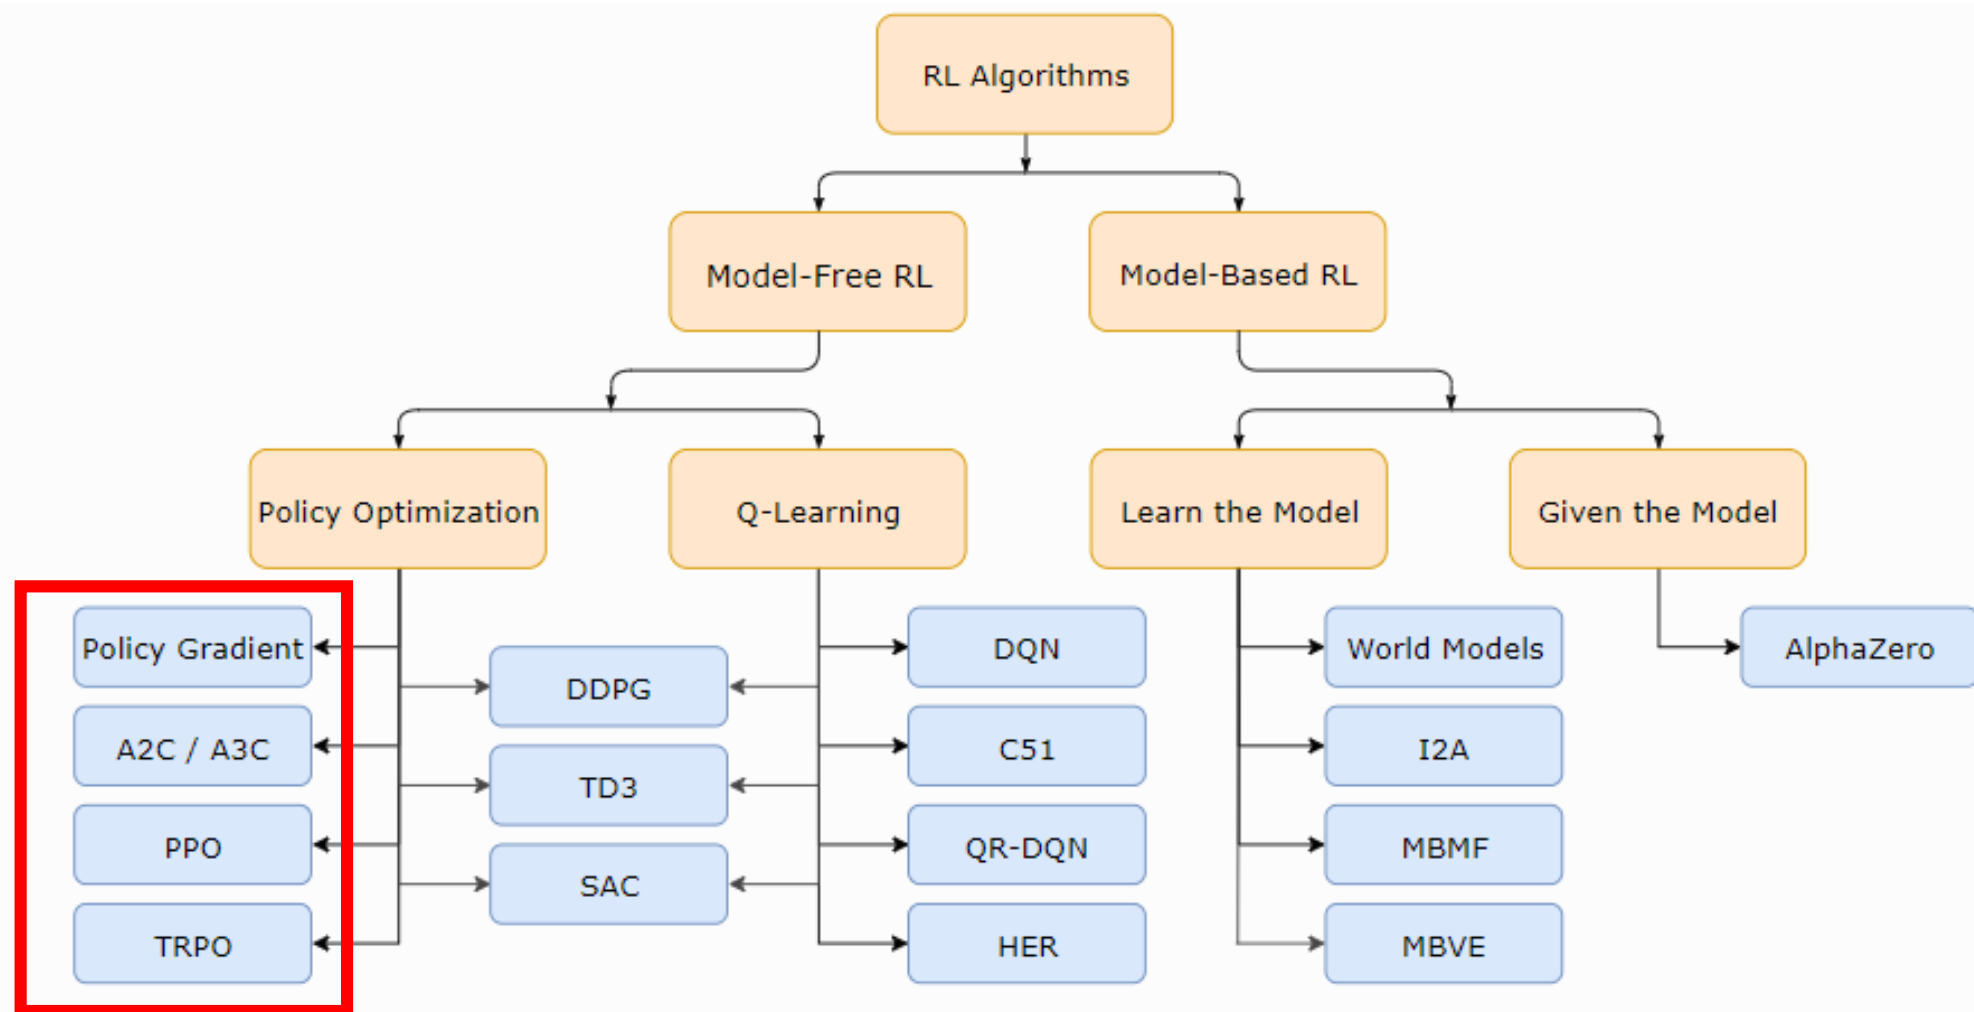 RL Algorithms
Model-Free RL
Model-Based RL
Policy Optimization
Q-Learning
Learn the Model
Given the Model
Policy Gradient
A2C / A3C
PPO
TRPO
DDPG
TD3
SAC
DQN
C51
QR-DQN
HER
World Models
I2A
MBMF
MBVE
AlphaZero